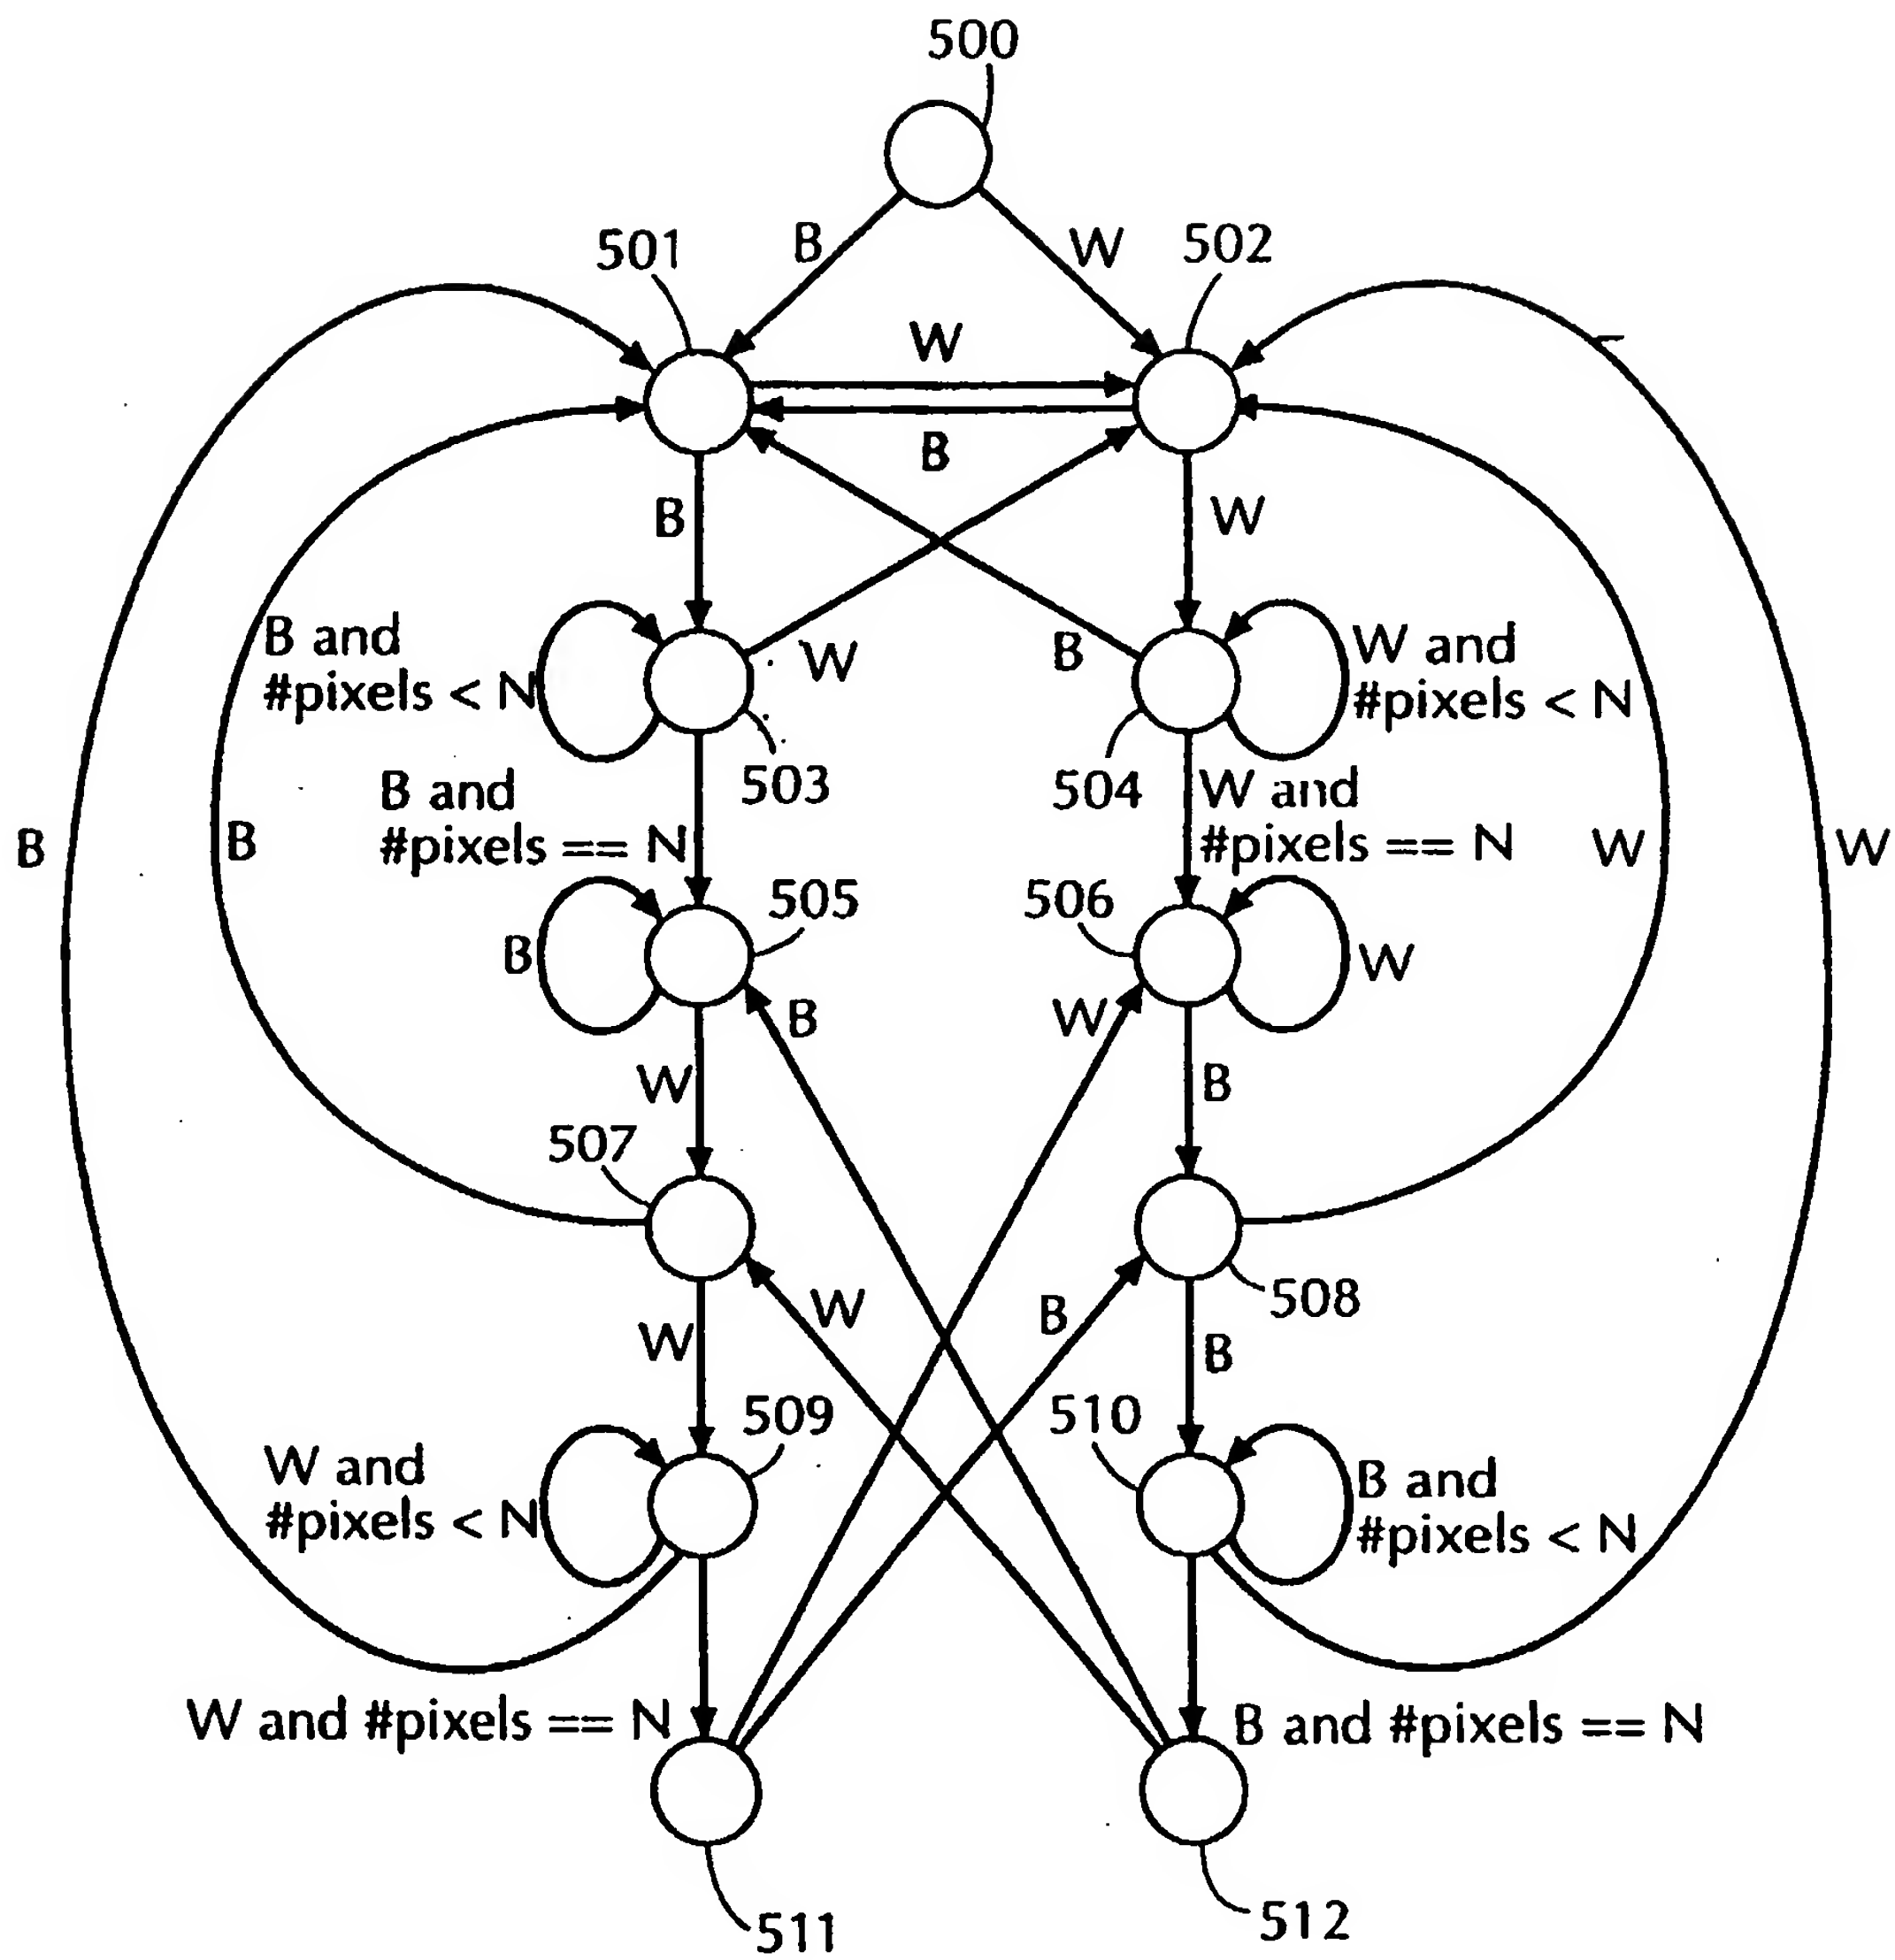 500
501
B
W
502
W
B
B
W
B and
#pixels < N
W
B
W and
#pixels < N
503
504
B and
#pixels == N
W and
#pixels == N
B
B
W
W
505
506
B
W
B
W
W
B
507
508
W
B
W
B
509
510
W and
#pixels < N
B and
#pixels < N
W and #pixels == N
B and #pixels == N
511
512